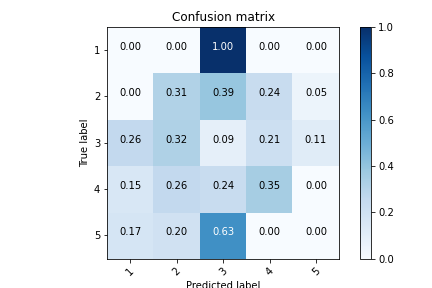 Confusion matrix
1.0
1 0.00 0.00 1.00 0.00 0.00
0.8
2 0.00 0.31 0.39 0.24 0.05
0.6
True label
3 0.26 0.32 0.09 0.21 0.11
0.4
4 0.15 0.26 0.24 0.35 0.00
0.2
5 0.17 0.20 0.63 0.00 0.00
0.0
1 2 3 4 5
Predicted label